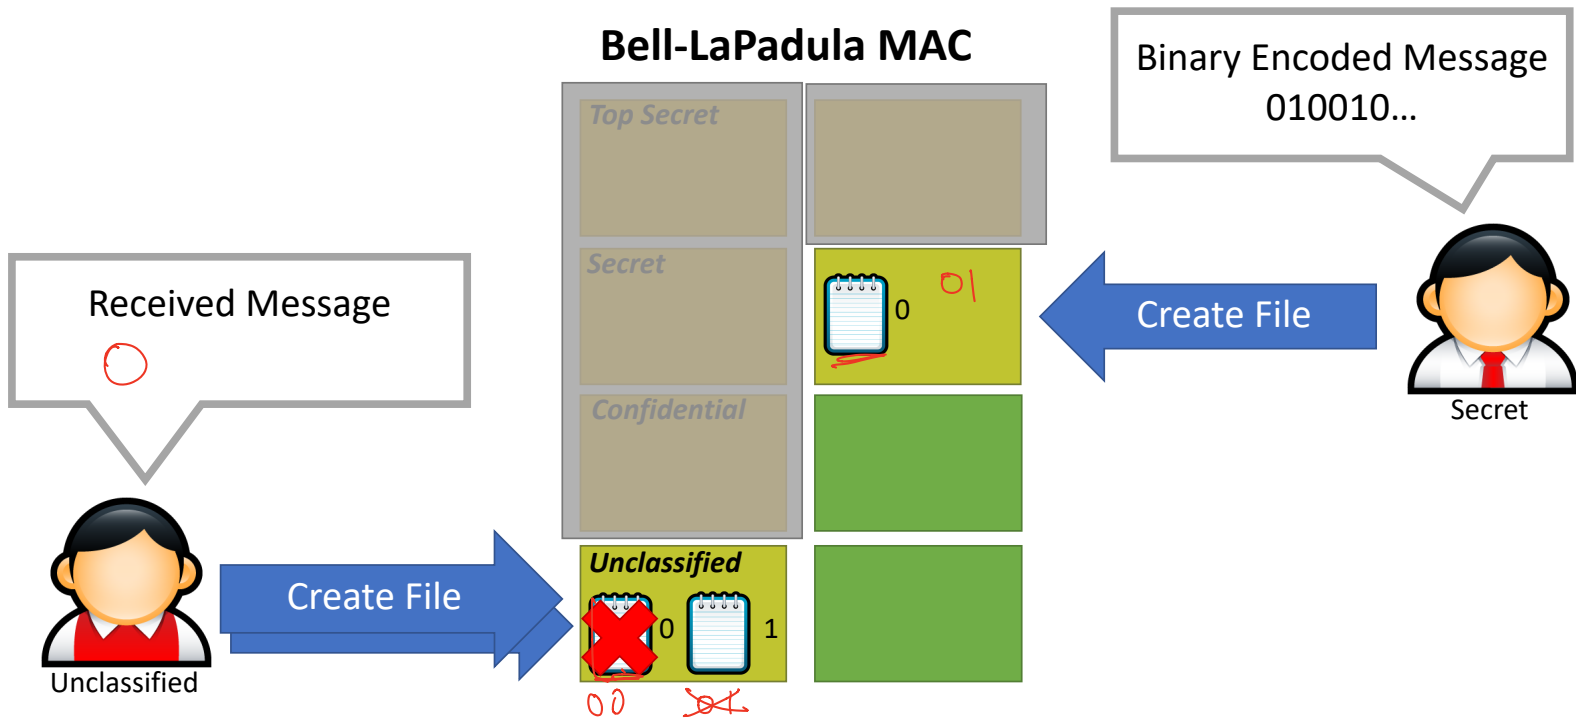 Bell-LaPadula MAC
Binary Encoded Message
010010...
Top Secret
Received Message
O
Secret
0
01
Create File
Secret
Confidential
Unclassified
Create File
0
1
Unclassified
00
01